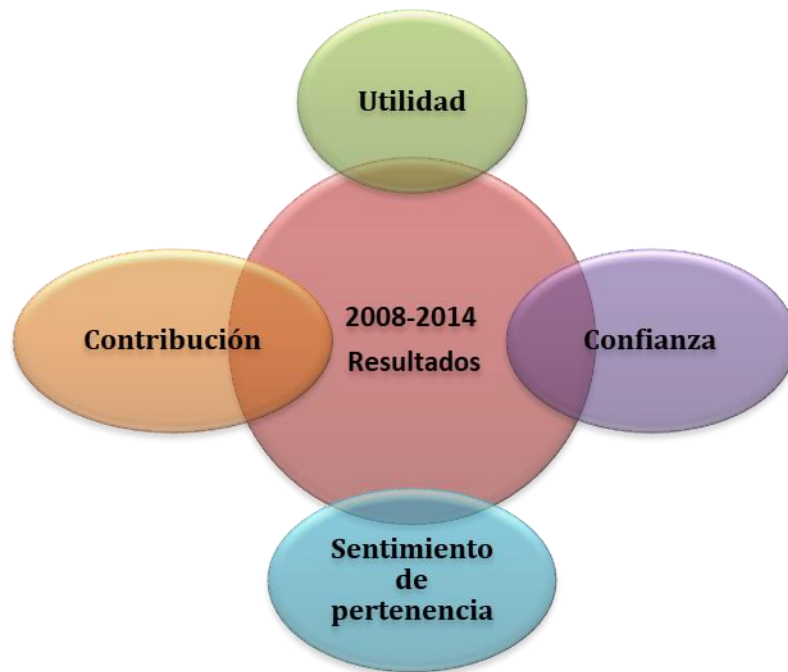 Utilidad
Contribución
2008-2014
Resultados
Confianza
Sentimiento
de
pertenencia